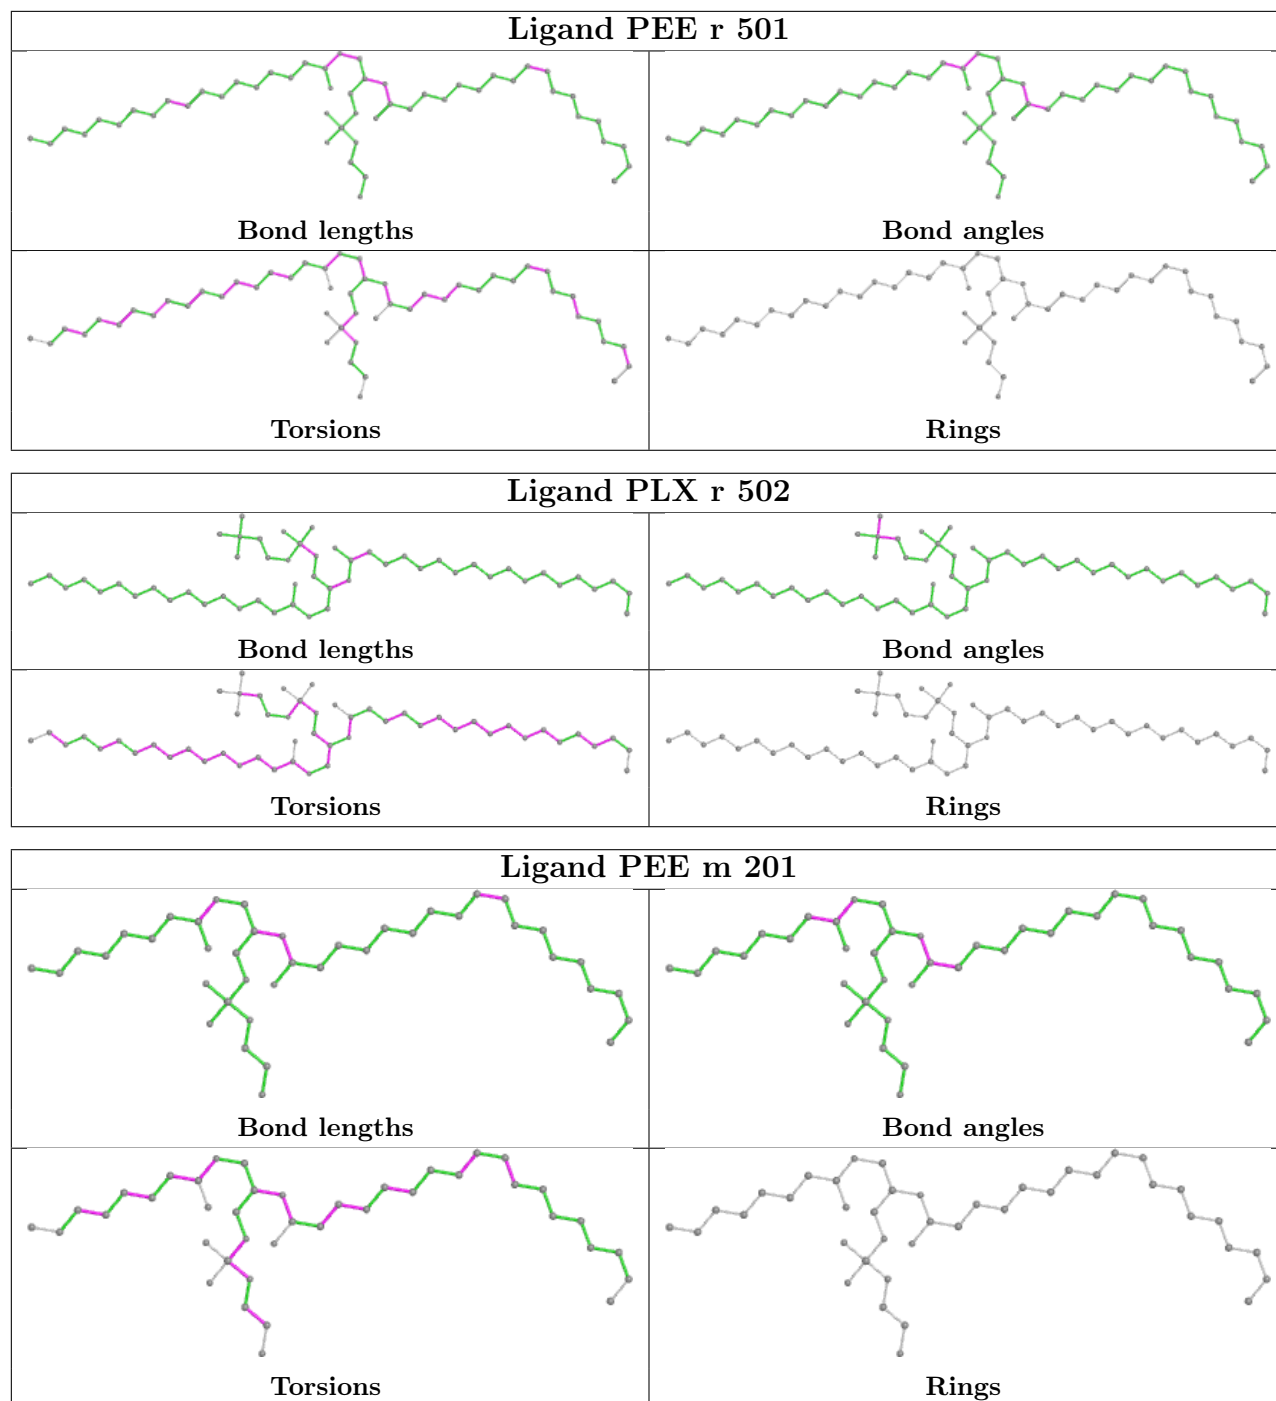 Ligand PEE r 501
Bond lengths
Bond angles
Torsions
Rings
Ligand PLX r 502
Bond lengths
Bond angles
Torsions
Rings
Ligand PEE m 201
Bond lengths
Bond angles
Torsions
Rings